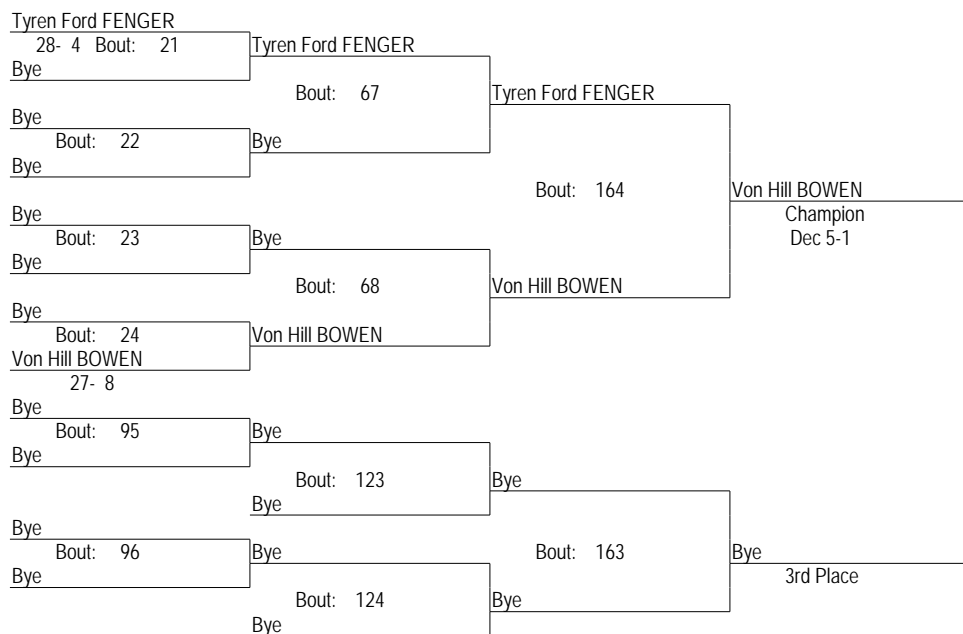 Tyren Ford FENGER
28- 4 Bout: 21
Tyren Ford FENGER
Bye
Bout: 67
Tyren Ford FENGER
Bye
Bout: 22
Bye
Bye
Bout: 164
Von Hill BOWEN
Champion
Dec 5-1
Bye
Bout: 23
Bye
Bye
Bout: 68
Von Hill BOWEN
Bye
Bout: 24
Von Hill BOWEN
Von Hill BOWEN
27- 8
Bye
Bout: 95
Bye
Bye
Bout: 123
Bye
Bye
Bye
Bout: 96
Bye
Bye
Bout: 163
Bye
3rd Place
Bout: 124
Bye
Bye